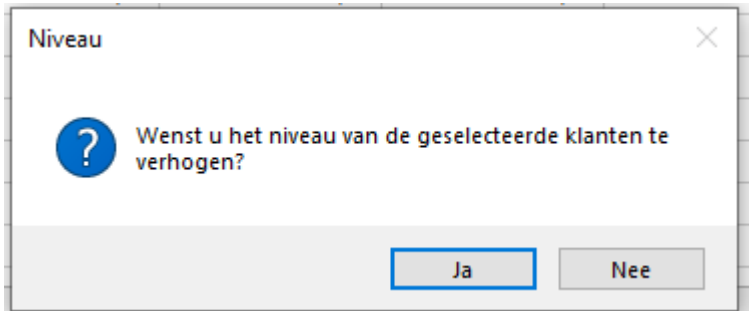 Niveau
Wenst u het niveau van de geselecteerde klanten te
verhogen?
Ja
Nee